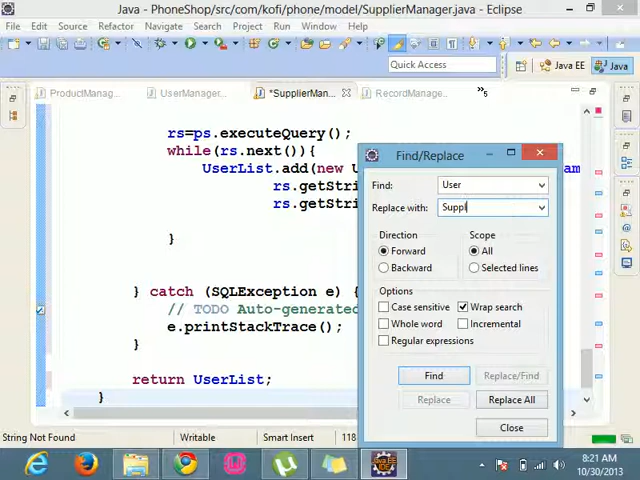 Java - PhoneShop/src/com/kofi/phone/model/SupplierManager.java - Eclipse
File Edit Source Refactor Navigate Search Project Run Window Help
Quick Access
Java EE
Java
ProductManag...
UserManager....
*SupplierMan...
RecordManage...
»5
rs=ps.executeQuery();
while(rs.next()){
UserList.add(new U
am
rs.getStri
rs.getStri
}
} catch (SQLException e) {
// TODO Auto-generated
e.printStackTrace();
}
return UserList;
}
Find/Replace
Find: User
Replace with: Suppl
Direction
Scope
Forward
All
Backward
Selected lines
Options
Case sensitive
Wrap search
Whole word
Incremental
Regular expressions
Find
Replace/Find
Replace
Replace All
Close
String Not Found
Writable
Smart Insert
118
8:21 AM
10/30/2013